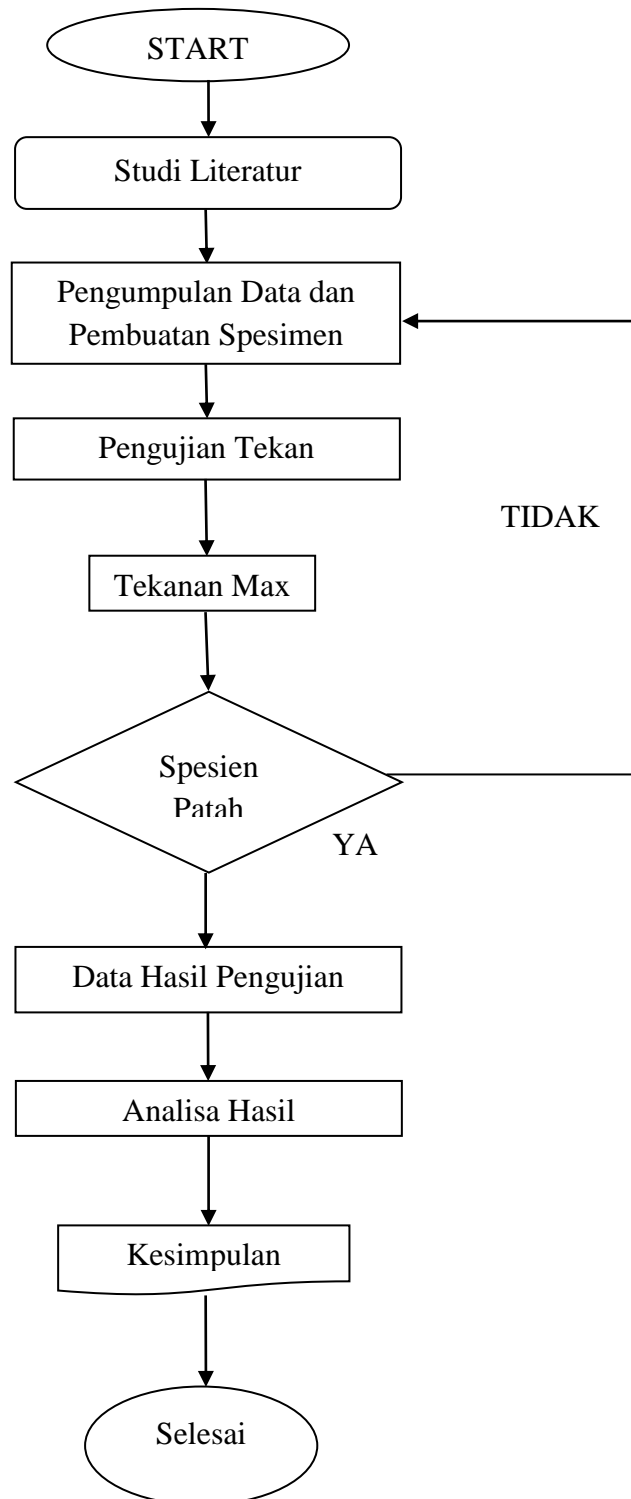 START
Studi Literatur
Pengumpulan Data dan
Pembuatan Spesimen
Pengujian Tekan
TIDAK
Tekanan Max
Spesien
Patah
YA
Data Hasil Pengujian
Analisa Hasil
Kesimpulan
Selesai